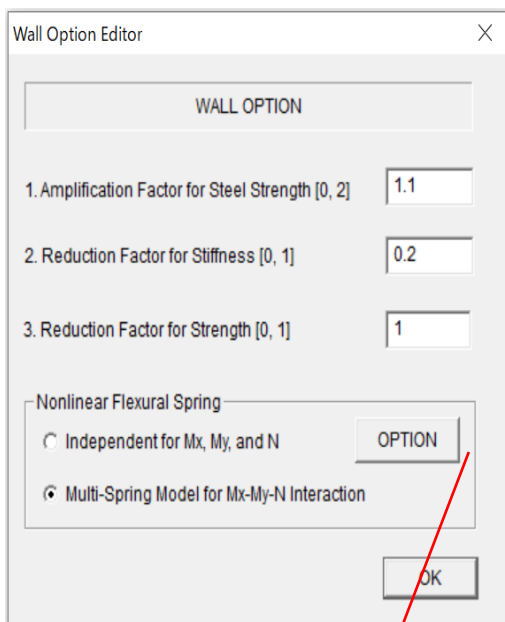 Wall Option Editor
WALL OPTION
1. Amplification Factor for Steel Strength [0, 2] 1.1
2. Reduction Factor for Stiffness [0, 1] 0.2
3. Reduction Factor for Strength [0, 1] 1
Nonlinear Flexural Spring
Independent for Mx, My, and N OPTION
Multi-Spring Model for Mx-My-N Interaction
OK